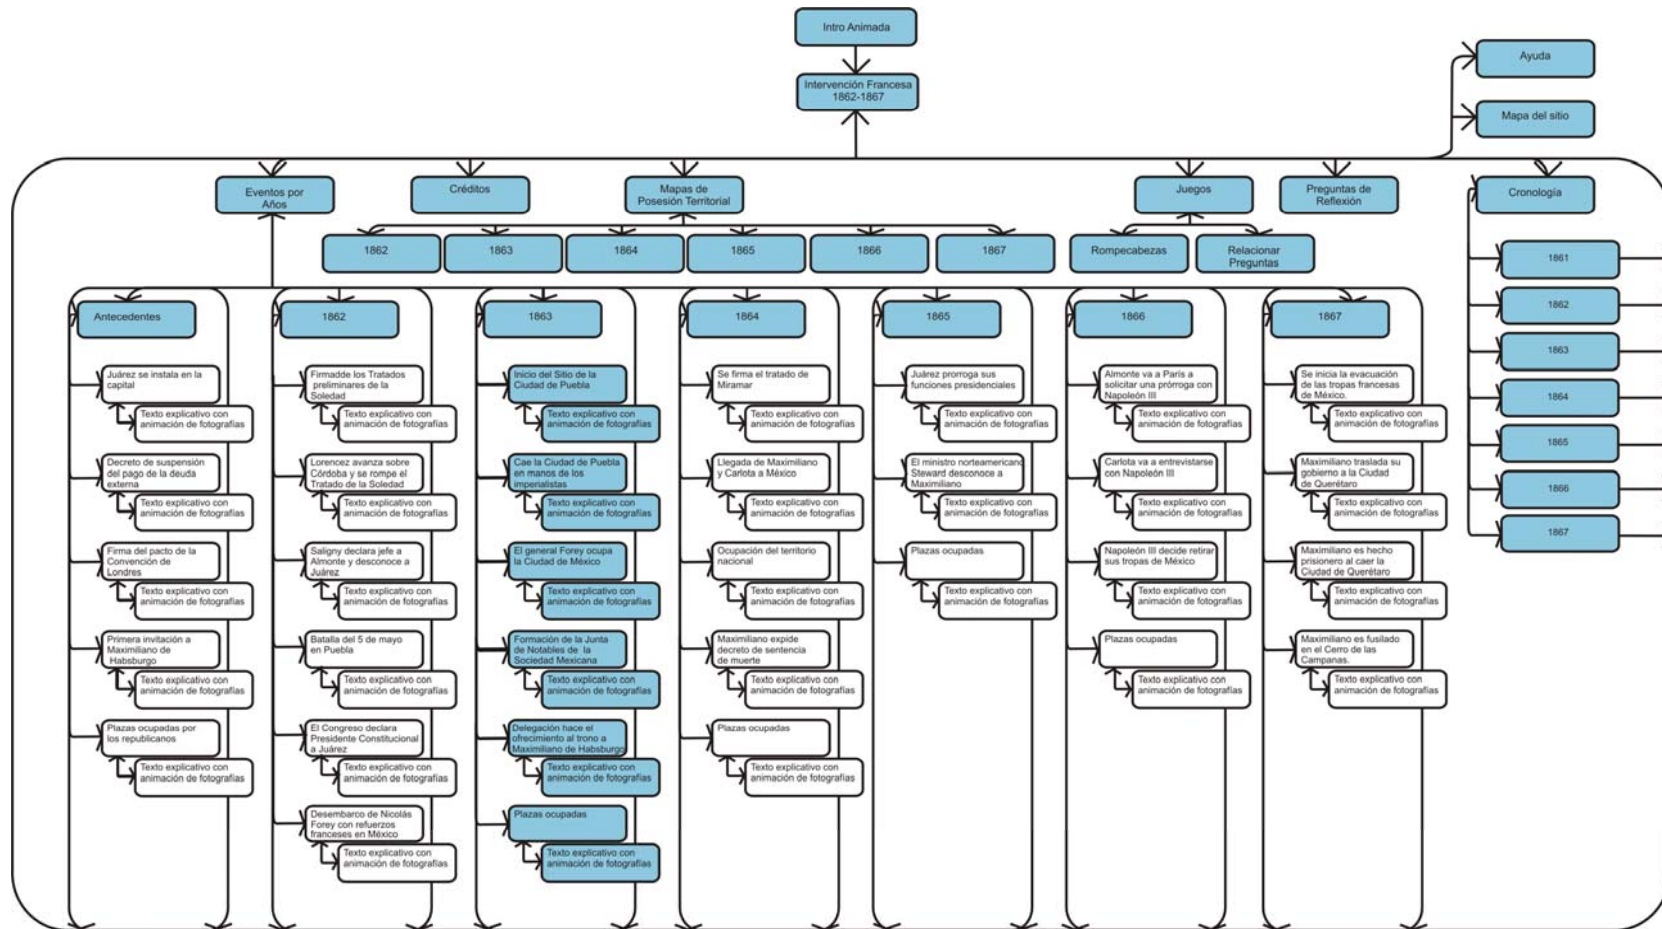 Intro Animada
Intervención Francesa
1862-1867
Ayuda
Mapa del sitio
Eventos por
Años
Créditos
Mapas de
Posesión Territorial
Juegos
Preguntas de
Reflexión
Cronología
1862
1863
1864
1865
1866
1867
Rompecabezas
Relacionar
Preguntas
Antecedentes
Juárez se instala en la
capital
Texto explicativo con
animación de fotografías
Decreto de suspensión
del pago de la deuda
externa
Texto explicativo con
animación de fotografías
Firma del pacto de la
Convención de
Londres
Texto explicativo con
animación de fotografías
Primera invitación a
Maximiliano de
Habsburgo
Texto explicativo con
animación de fotografías
Plazas ocupadas por
los republicanos
Texto explicativo con
animación de fotografías
1862
Firmadde los Tratados
preliminares de la
Soledad
Texto explicativo con
animación de fotografías
Lorencez avanza sobre
Córdoba y se rompe el
Tratado de la Soledad
Texto explicativo con
animación de fotografías
Saligny declara jefe a
Almonte y desconoce a
Juárez
Texto explicativo con
animación de fotografías
Batalla del 5 de mayo
en Puebla
Texto explicativo con
animación de fotografías
El Congreso declara
Presidente Constitucional
a Juárez
Texto explicativo con
animación de fotografías
Desembarco de Nicolás
Forey con refuerzos
franceses en México
Texto explicativo con
animación de fotografías
1863
Inicio del Sitio de la
Ciudad de Puebla
Texto explicativo con
animación de fotografías
Cae la Ciudad de Puebla
en manos de los
imperialistas
Texto explicativo con
animación de fotografías
El general Forey ocupa
la Ciudad de México
Texto explicativo con
animación de fotografías
Formación de la Junta
de Notables de la
Sociedad Mexicana
Texto explicativo con
animación de fotografías
Delegación hace el
ofrecimiento al trono a
Maximiliano de Habsburgo
Texto explicativo con
animación de fotografías
Plazas ocupadas
Texto explicativo con
animación de fotografías
1864
Se firma el tratado de
Miramar
Texto explicativo con
animación de fotografías
Llegada de Maximiliano
y Carlota a México
Texto explicativo con
animación de fotografías
Ocupación del territorio
nacional
Texto explicativo con
animación de fotografías
Maximiliano expide
decreto de sentencia
de muerte
Texto explicativo con
animación de fotografías
Plazas ocupadas
Texto explicativo con
animación de fotografías
1865
Juárez prorroga sus
funciones presidenciales
Texto explicativo con
animación de fotografías
El ministro norteamericano
Steward desconoce a
Maximiliano
Texto explicativo con
animación de fotografías
Plazas ocupadas
Texto explicativo con
animación de fotografías
1866
Almonte va a París a
solicitar una prórroga con
Napoleón III
Texto explicativo con
animación de fotografías
Carlota va a entrevistarse
con Napoleón III
Texto explicativo con
animación de fotografías
Napoleón III decide retirar
sus tropas de México
Texto explicativo con
animación de fotografías
Plazas ocupadas
Texto explicativo con
animación de fotografías
1867
Se inicia la evacuación
de las tropas francesas
de México.
Texto explicativo con
animación de fotografías
Maximiliano traslada su
gobierno a la Ciudad
de Querétaro
Texto explicativo con
animación de fotografías
Maximiliano es hecho
prisionero al caer la
Ciudad de Querétaro
Texto explicativo con
animación de fotografías
Maximiliano es fusilado
en el Cerro de las
Campanas.
Texto explicativo con
animación de fotografías
1861
1862
1863
1864
1865
1866
1867